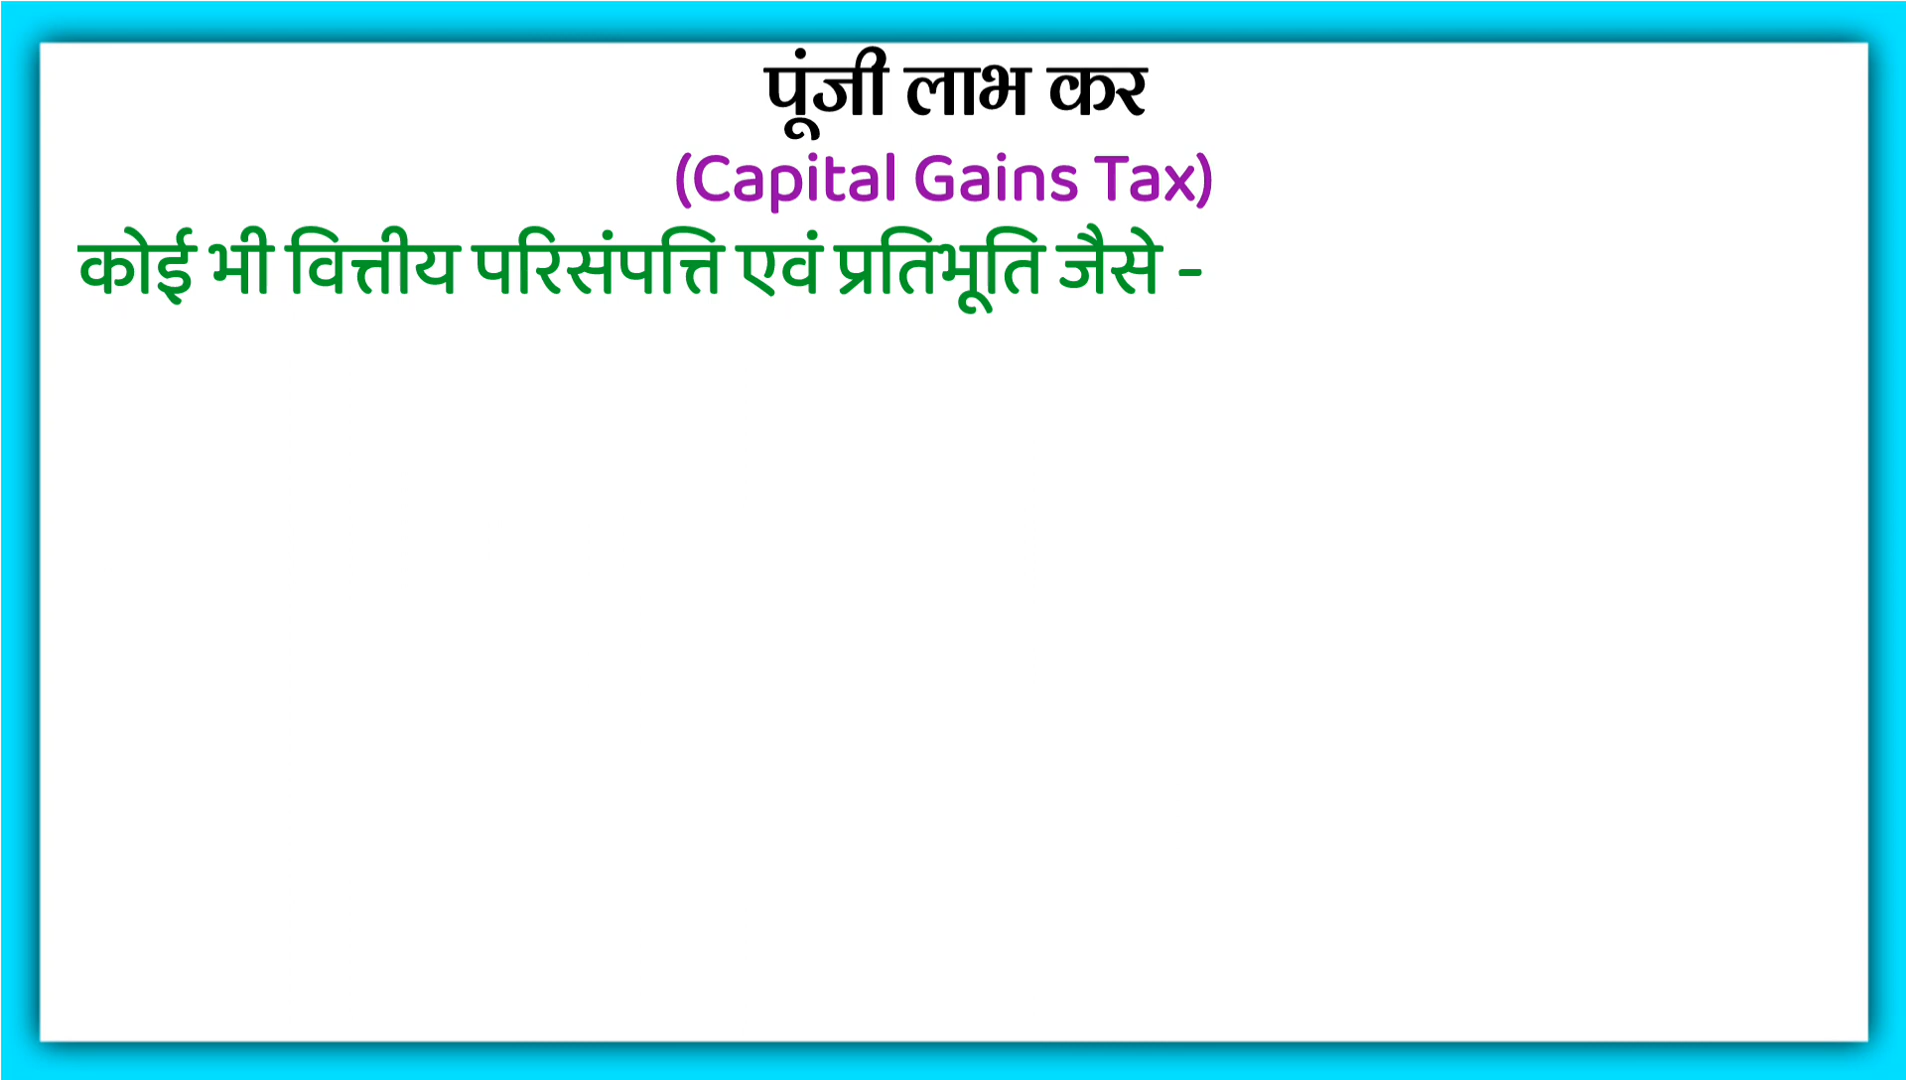 पूंजी लाभ कर
(Capital Gains Tax)
कोई भी वित्तीय परिसंपत्ति एवं प्रतिभूति जैसे -